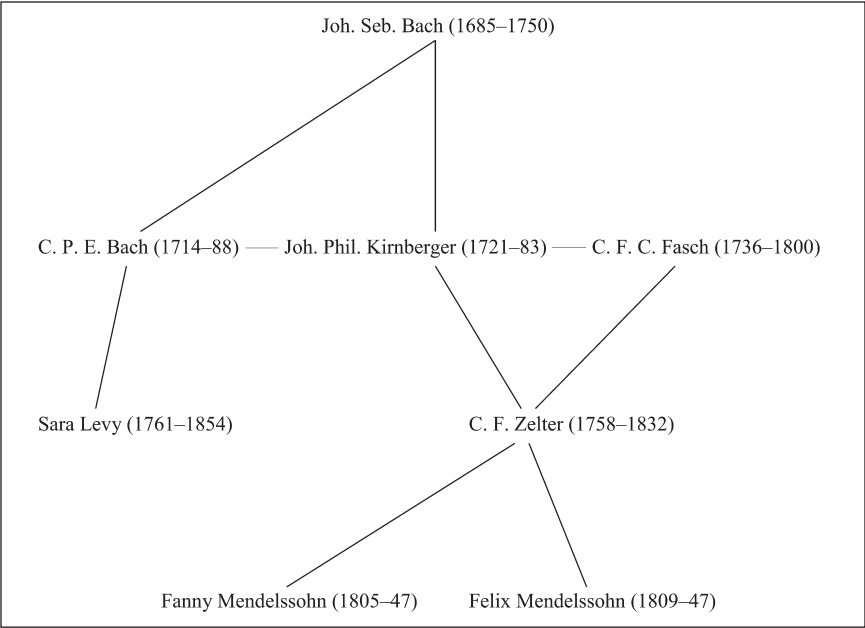 Joh. Seb. Bach (1685–1750)
C. P. E. Bach (1714–88) Joh. Phil. Kirnberger (1721–83) C. F. C. Fasch (1736–1800)
Sara Levy (1761–1854) C. F. Zelter (1758–1832)
Fanny Mendelssohn (1805–47) Felix Mendelssohn (1809–47)